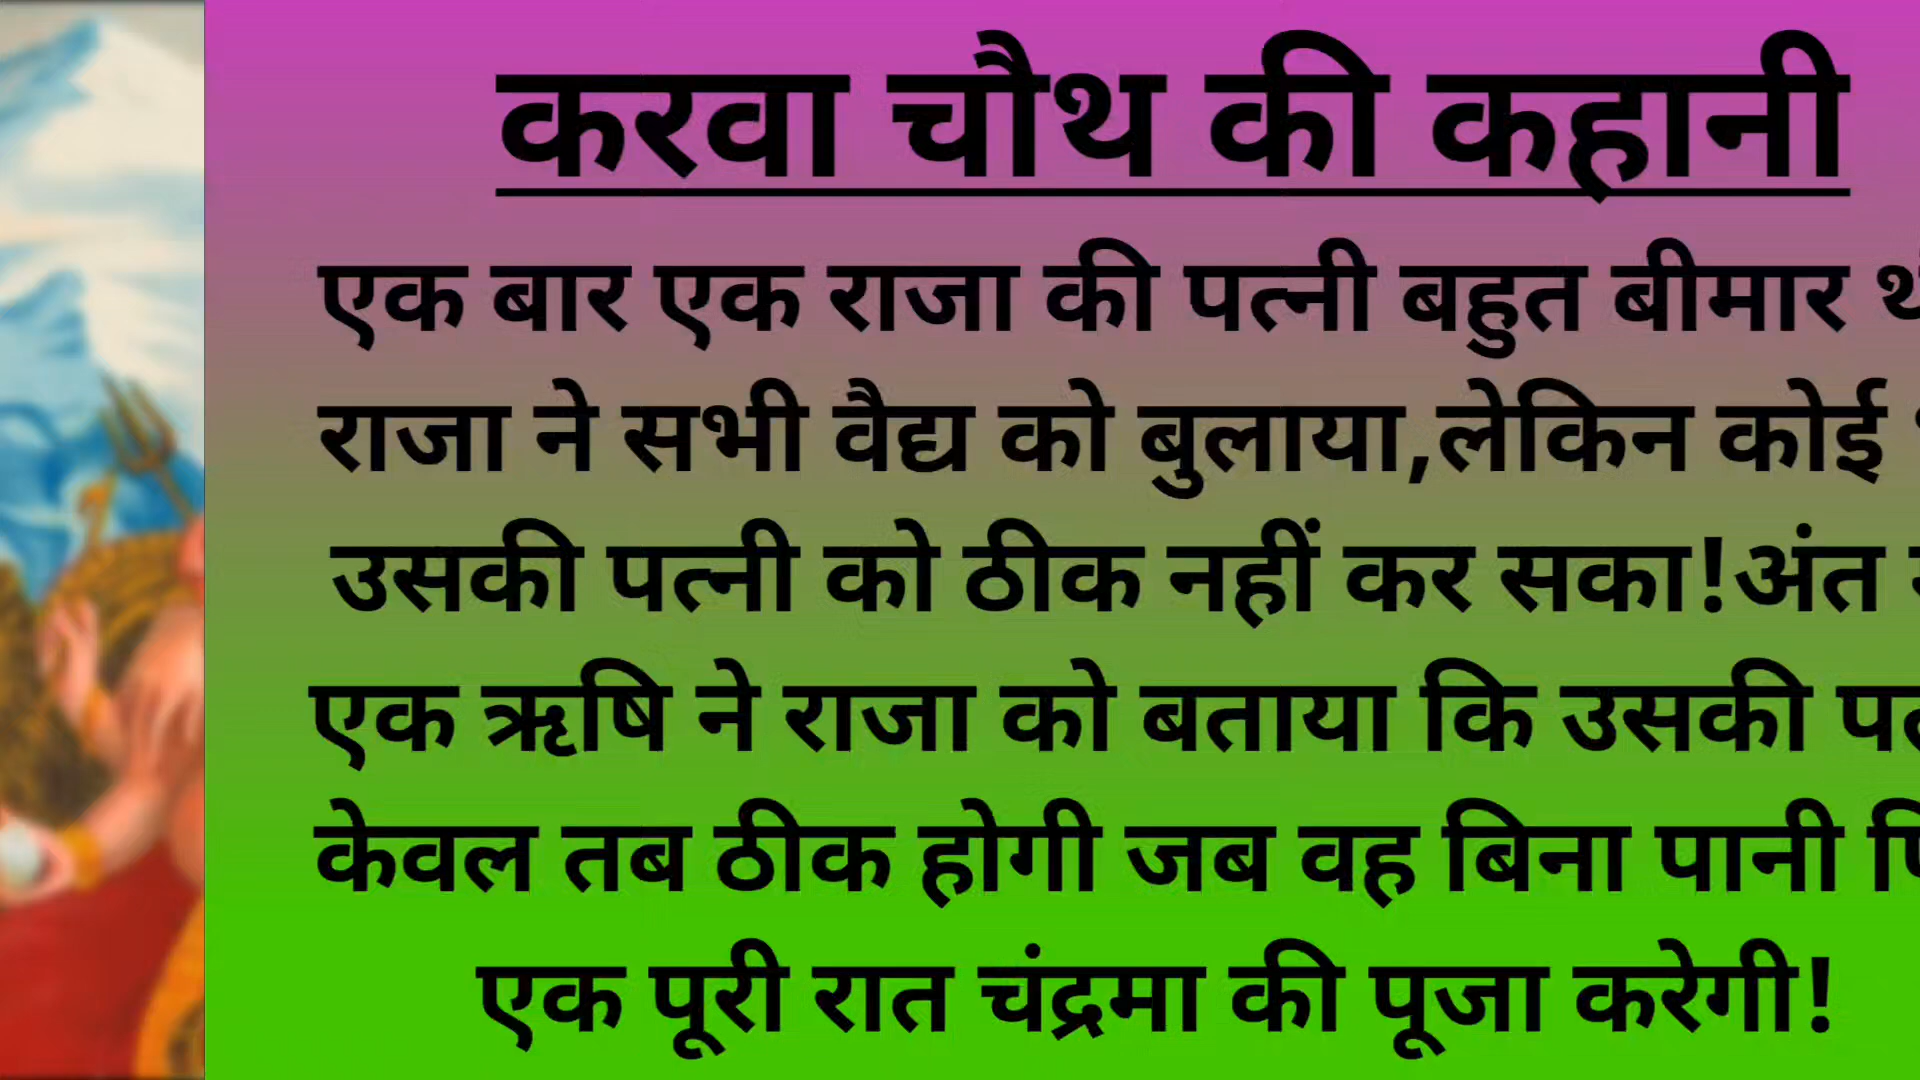 करवा चौथ की कहानी
एक बार एक राजा की पत्नी बहुत बीमार
राजा ने सभी वैद्य को बुलाया,लेकिन कोई
उसकी पत्नी को ठीक नहीं कर सका!अंत
एक ऋषि ने राजा को बताया कि उसकी
केवल तब ठीक होगी जब वह बिना पानी
एक पूरी रात चंद्रमा की पूजा करेगी!